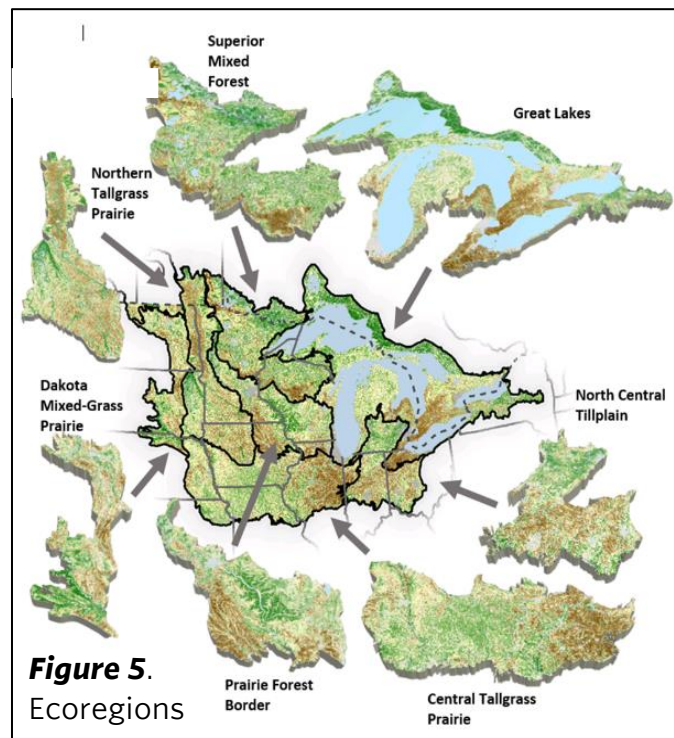 Superior
Mixed
Forest
Great Lakes
Northern
Tallgrass
Prairie
Dakota
Mixed-Grass
Prairie
North Central
Tillplain
Prairie Forest
Border
Central Tallgrass
Prairie
Figure 5.
Ecoregions